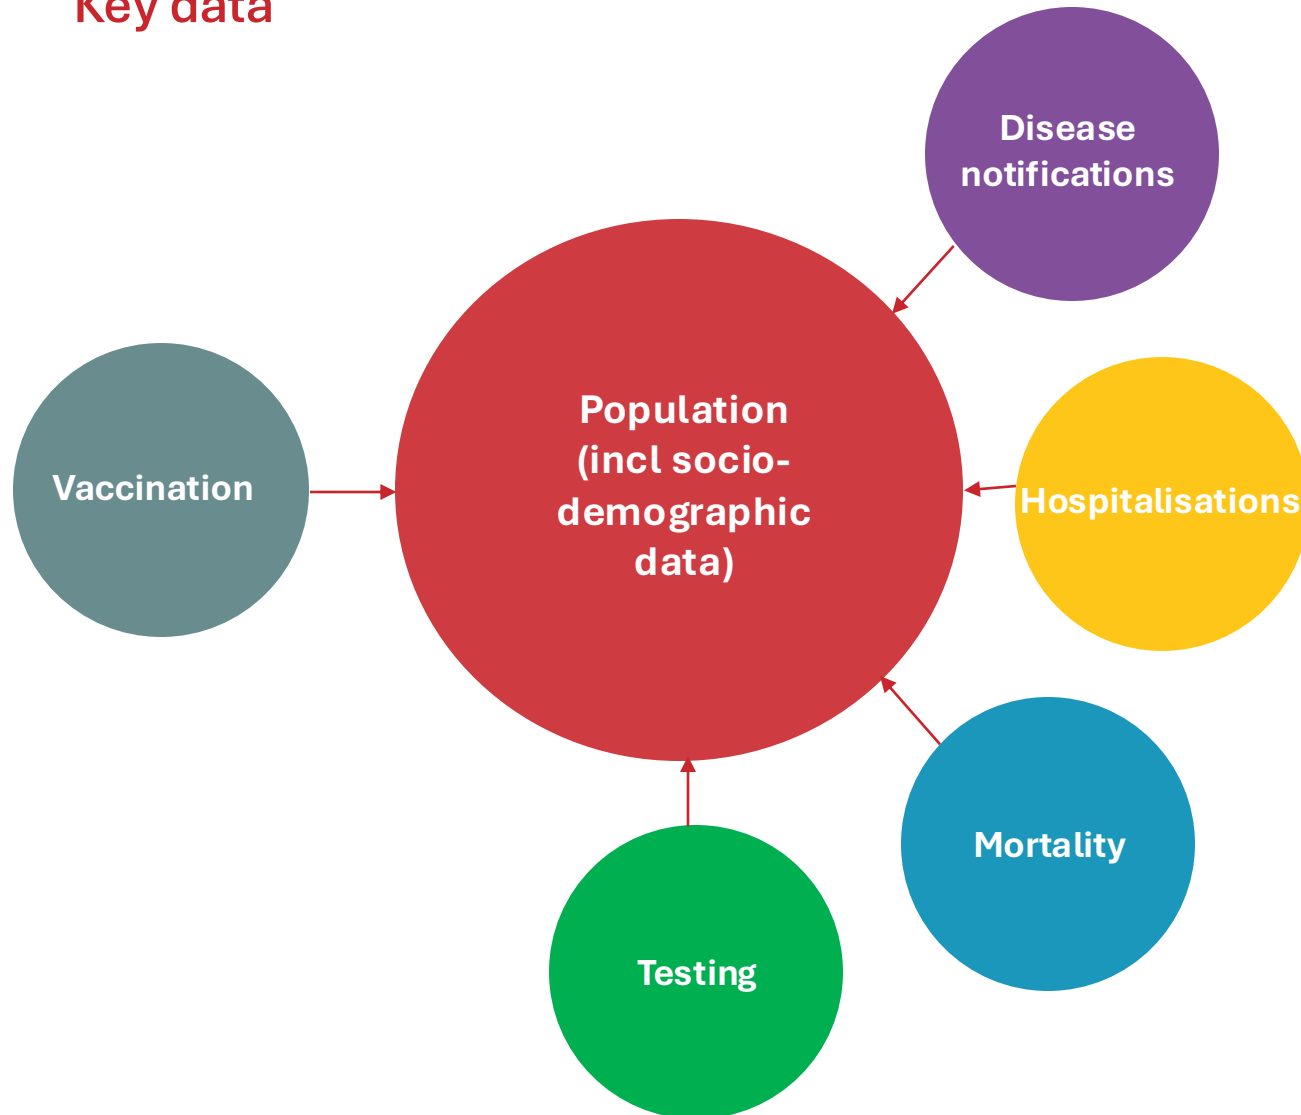 Key data
Disease
notifications
Population
(incl socio-
demographic
data)
Vaccination
Hospitalisations
Mortality
Testing